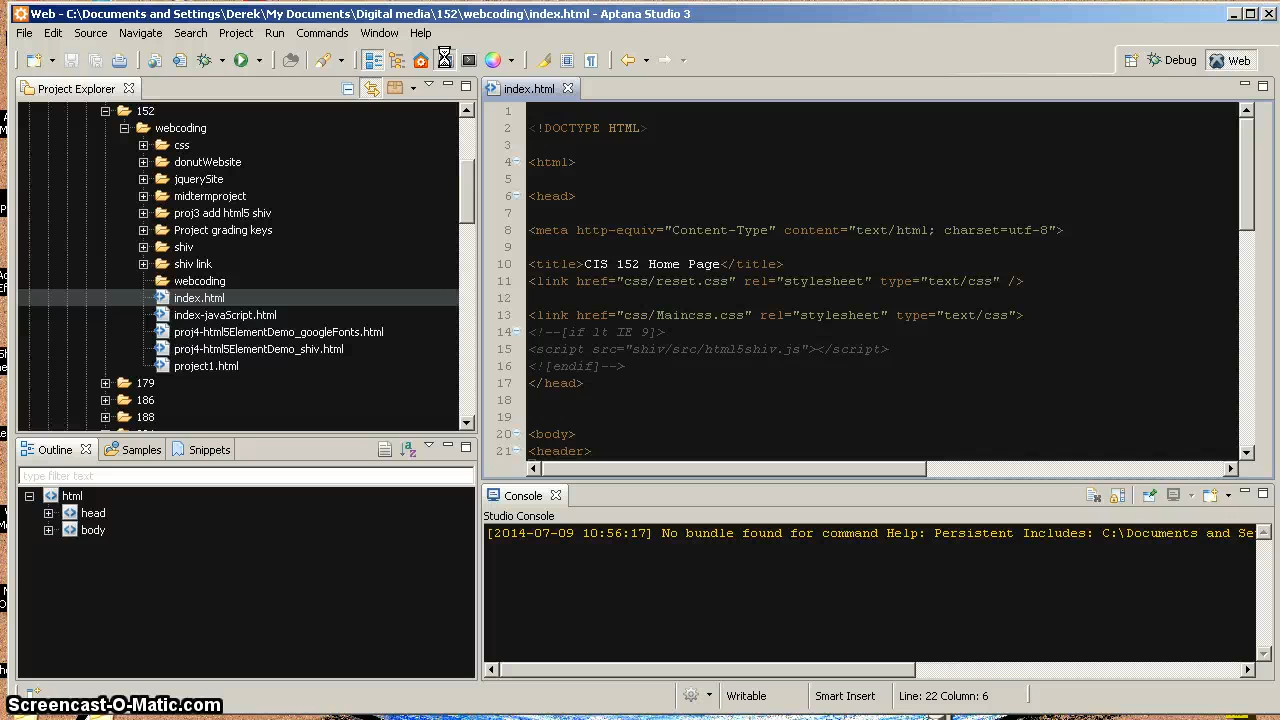 Web - C:\Documents and Settings\Derek\My Documents\Digital media\152\webcoding\index.html - Aptana Studio 3
File Edit Source Navigate Search Project Run Commands Window Help
Debug Web
Project Explorer
152
webcoding
css
donutWebsite
jquerySite
midtermproject
proj3 add html5 shiv
Project grading keys
shiv
shiv link
webcoding
index.html
index-javaScript.html
proj4-html5ElementDemo_googleFonts.html
proj4-html5ElementDemo_shiv.html
project1.html
179
186
188
index.html
1
2 <!DOCTYPE HTML>
3
4 <html>
5
6 <head>
7
8 <meta http-equiv="Content-Type" content="text/html; charset=utf-8">
9
10 <title>CIS 152 Home Page</title>
11 <link href="css/reset.css" rel="stylesheet" type="text/css" />
12
13 <link href="css/Maincss.css" rel="stylesheet" type="text/css">
14 <!--[if lt IE 9]>
15 <script src="shiv/src/html5shiv.js"></script>
16 <![endif]-->
17 </head>
18
19
20 <body>
21 <header>
Outline Samples Snippets
type filter text
html
head
body
Console
Studio Console
[2014-07-09 10:56:17] No bundle found for command Help: Persistent Includes: C:\Documents and Se
Writable Smart Insert Line: 22 Column: 6
Screencast-O-Matic.com